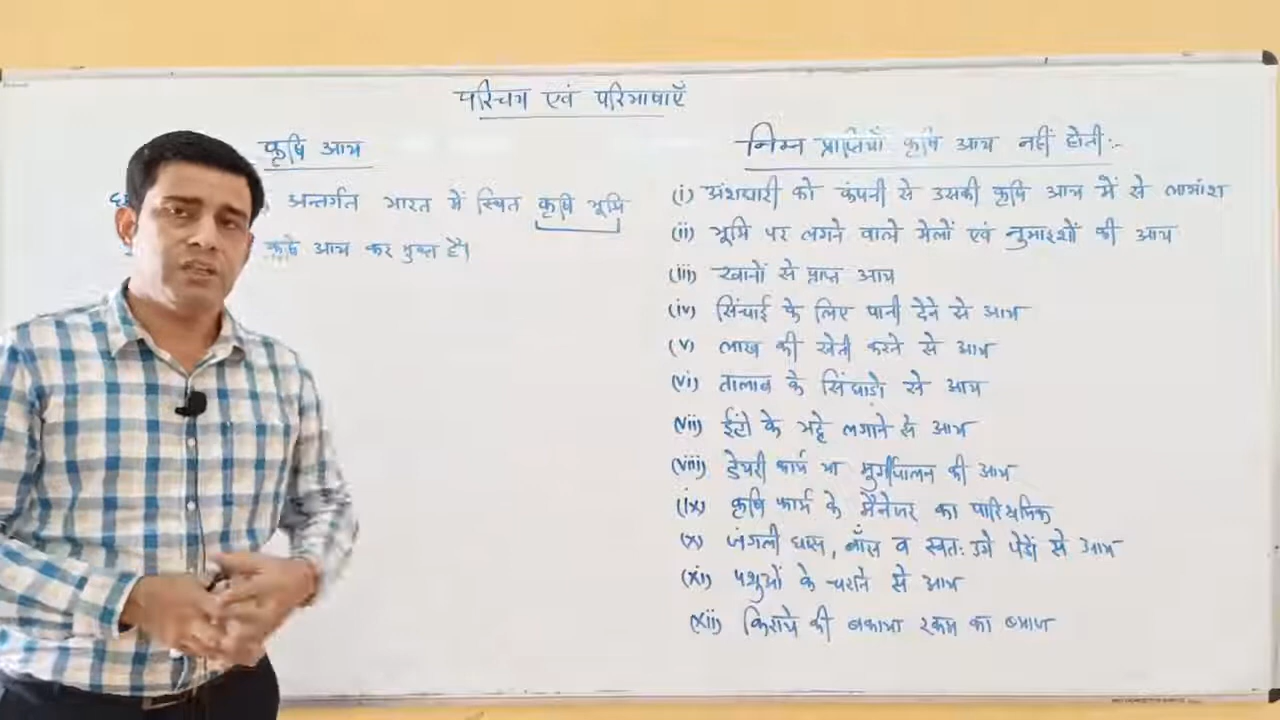 परिचय एवं परिभाषाएँ
कृषि आय
अन्तर्गत भारत में स्थित कृषि भूमि
आय कर मुक्त है।
निम्न प्राप्तियाँ कृषि आय नहीं होती:-
(i) अंशधारी को कंपनी से उसकी कृषि आय में से लाभांश
(ii) भूमि पर लगने वाले मेलों एवं नुमाइशों की आय
(iii) खानों से प्राप्त आय
(iv) सिंचाई के लिए पानी देने से आय
(v) लाख की खेती करने से आय
(vi) तालाब के सिंघाड़ो से आय
(vii) ईंटो के भट्टे लगाने से आय
(viii) डेयरी फार्म या मुर्गीपालन की आय
(ix) कृषि फार्म के मैनेजर का पारिश्रमिक
(x) जंगली घास, बाँस व स्वतः उगे पेड़ों से आय
(xi) पशुओं के चराने से आय
(xii) किराये की बकाया रकम का ब्याज